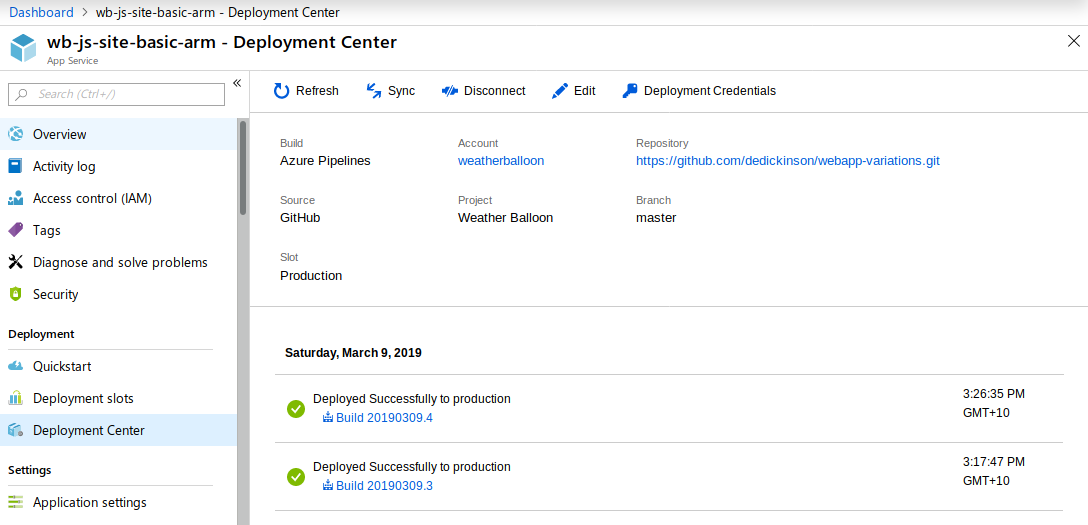 Dashboard > wb-js-site-basic-arm - Deployment Center
wb-js-site-basic-arm - Deployment Center
App Service
Search (Ctrl+/)
Overview
Activity log
Access control (IAM)
Tags
Diagnose and solve problems
Security
Deployment
Quickstart
Deployment slots
Deployment Center
Settings
Application settings
Refresh Sync Disconnect Edit Deployment Credentials
Build Account Repository
Azure Pipelines weatherballoon https://github.com/dedickinson/webapp-variations.git
Source Project Branch
GitHub Weather Balloon master
Slot
Production
Saturday, March 9, 2019
Deployed Successfully to production 3:26:35 PM
Build 20190309.4 GMT+10
Deployed Successfully to production 3:17:47 PM
Build 20190309.3 GMT+10